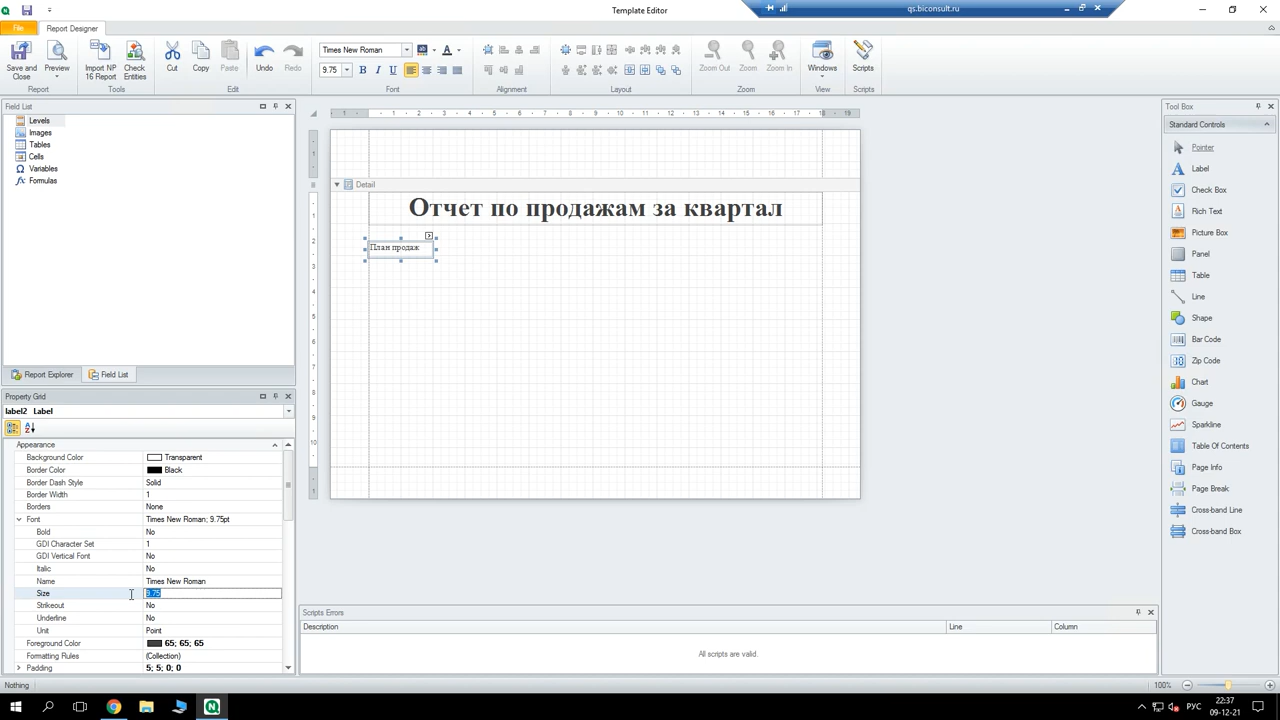 Template Editor
qs.biconsult.ru
File
Report Designer
Save and Close
Preview
Import NP 16 Report
Check Entities
Cut
Copy
Paste
Undo
Redo
Times New Roman
9.75
B I U
Windows
Scripts
Zoom Out
Zoom
Zoom In
Report
Tools
Edit
Font
Alignment
Layout
Zoom
View
Scripts
Field List
Levels
Images
Tables
Cells
Variables
Formulas
Report Explorer
Field List
Property Grid
label2 Label
Appearance
Background Color Transparent
Border Color Black
Border Dash Style Solid
Border Width 1
Borders None
Font Times New Roman; 9.75pt
Bold No
GDI Character Set 1
GDI Vertical Font No
Italic No
Name Times New Roman
Size 9.75
Strikeout No
Underline No
Unit Point
Foreground Color 65; 65; 65
Formatting Rules (Collection)
Padding 5; 5; 0; 0
Nothing
Detail
Отчет по продажам за квартал
План продаж
Scripts Errors
Description Line Column
All scripts are valid.
Tool Box
Standard Controls
Pointer
Label
Check Box
Rich Text
Picture Box
Panel
Table
Line
Shape
Bar Code
Zip Code
Chart
Gauge
Sparkline
Table Of Contents
Page Info
Page Break
Cross-band Line
Cross-band Box
100%
РУС
22:37
09-12-21